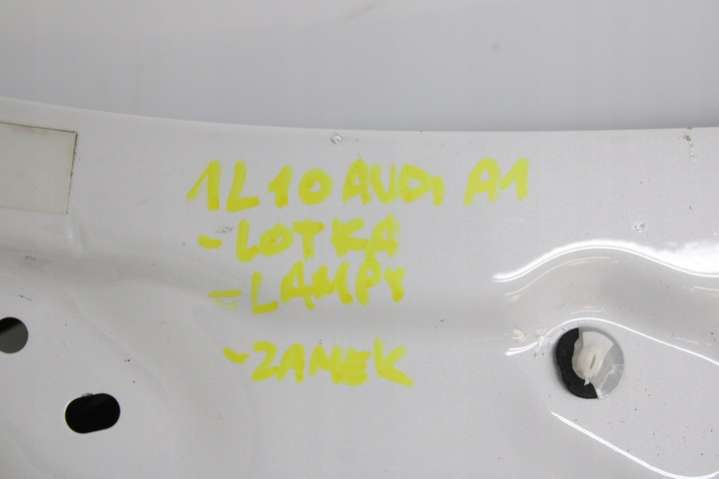 1L10 AUDI A1
- LOTKA
- LAMPY
- ZAMEK